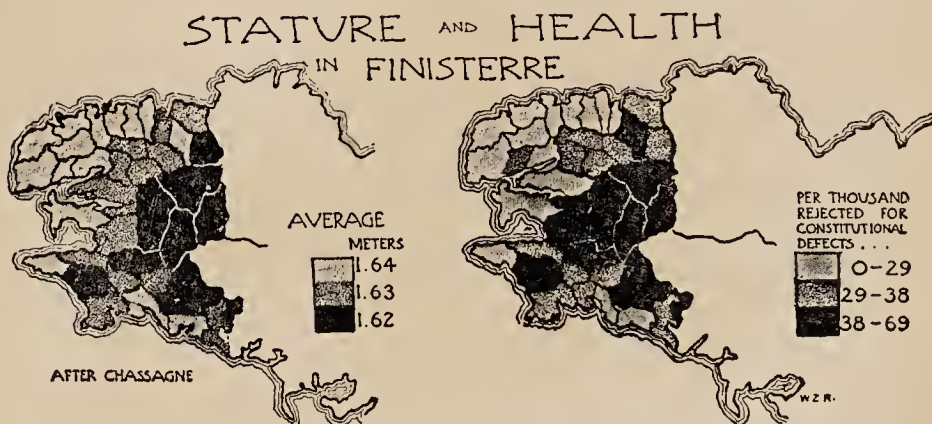 STATURE AND HEALTH
IN FINISTERRE
AVERAGE
METERS
1.64
1.63
1.62
AFTER CHASSAGNE
PER THOUSAND
REJECTED FOR
CONSTITUTIONAL
DEFECTS . . .
0-29
29-38
38-69
W Z R.